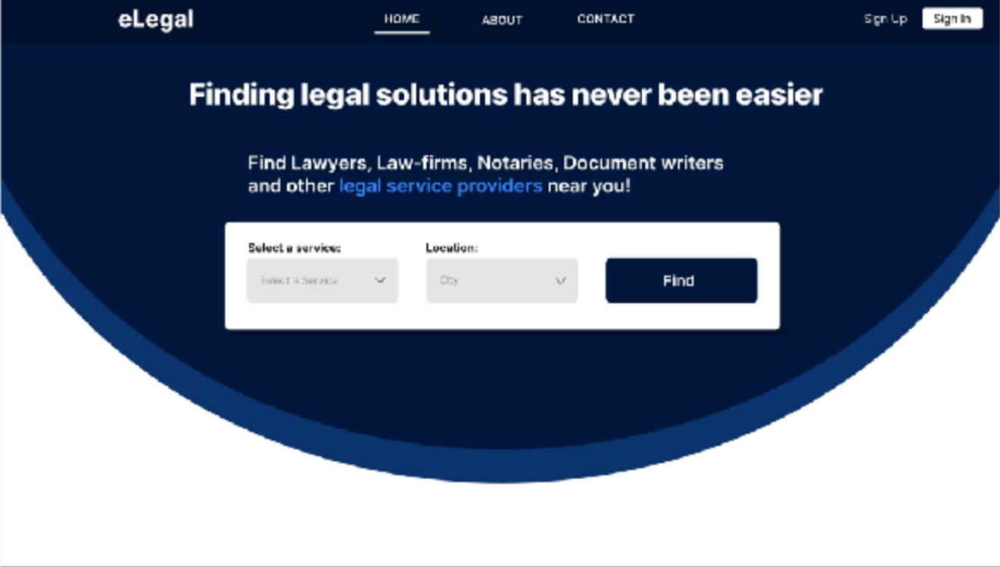 eLegal
HOME
ABOUT
CONTACT
Sign Up
Sign In
Finding legal solutions has never been easier
Find Lawyers, Law-firms, Notaries, Document writers
and other legal service providers near you!
Select a service:
Location:
Select a Service
City
Find